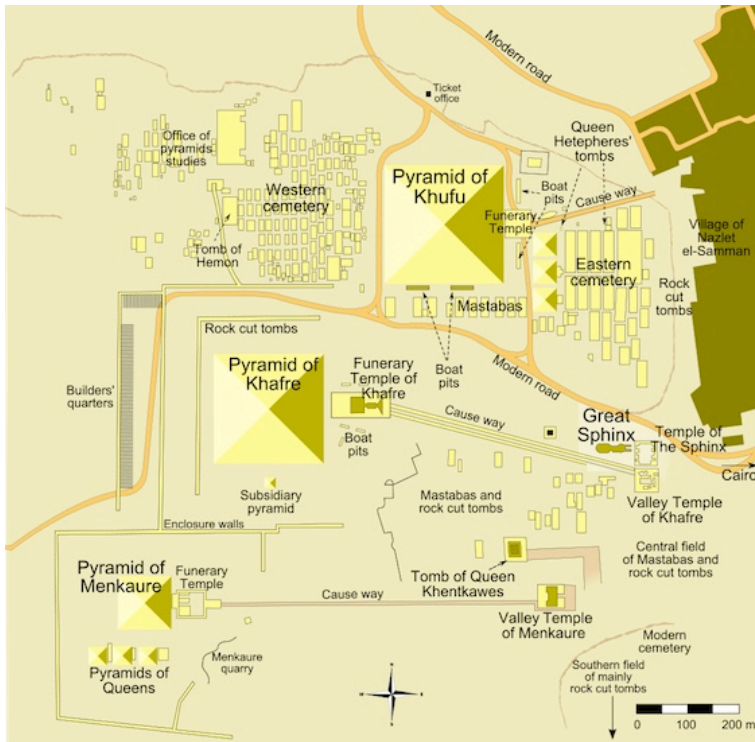 Modern road
Ticket
office
Office of
pyramids
studies
Queen
Hetepheres'
tombs
Western
cemetery
Pyramid of
Khufu
Boat
pits
Cause way
Funerary
Temple
Village of
Nazlet
el-Samman
Tomb of
Hemon
Eastern
cemetery
Rock
cut
tombs
Mastabas
Rock cut tombs
Boat
pits
Modern road
Pyramid of
Khafre
Funerary
Temple of
Khafre
Builders'
quarters
Cause way
Great
Sphinx
Temple of
The Sphinx
Boat
pits
Cairo
Subsidiary
pyramid
Mastabas and
rock cut tombs
Valley Temple
of Khafre
Enclosure walls
Central field
of Mastabas and
rock cut tombs
Pyramid of
Menkaure
Funerary
Temple
Tomb of Queen
Khentkawes
Cause way
Valley Temple
of Menkaure
Modern
cemetery
Menkaure
quarry
Pyramids
of Queens
Southern field
of mainly
rock cut tombs
0 100 200 m